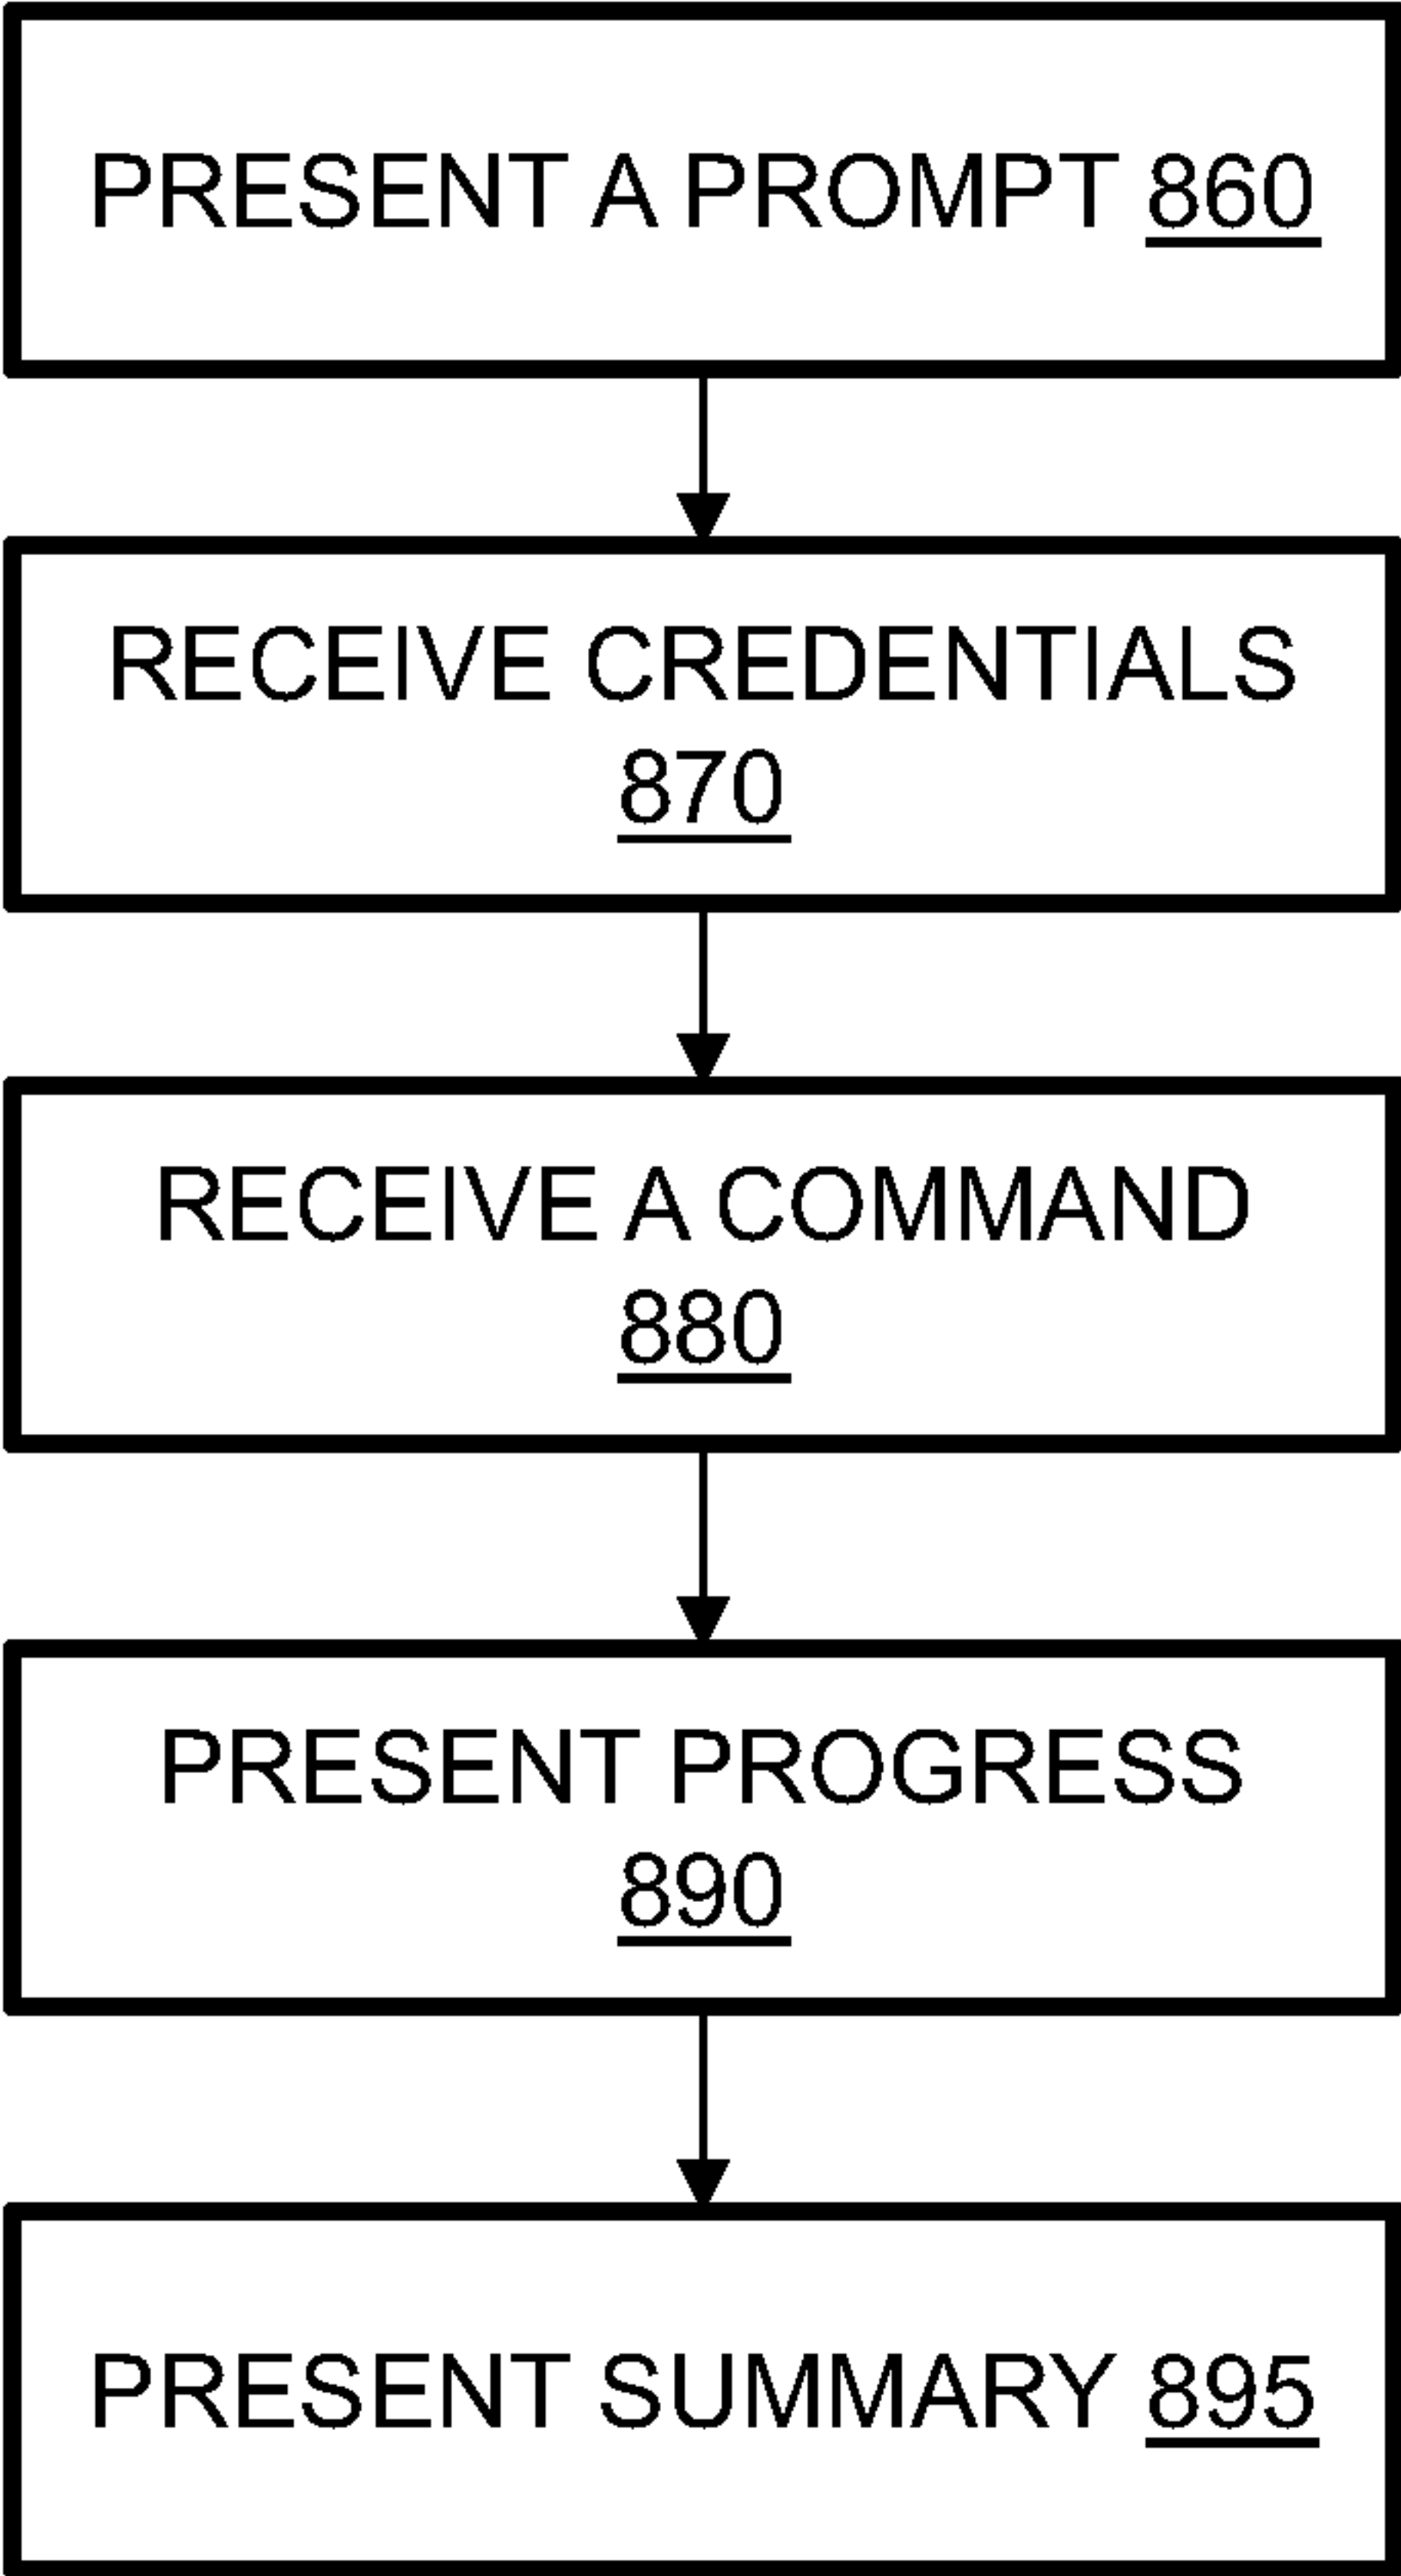 PRESENT A PROMPT 860
RECEIVE CREDENTIALS
870
RECEIVE A COMMAND
880
PRESENT PROGRESS
890
PRESENT SUMMARY 895